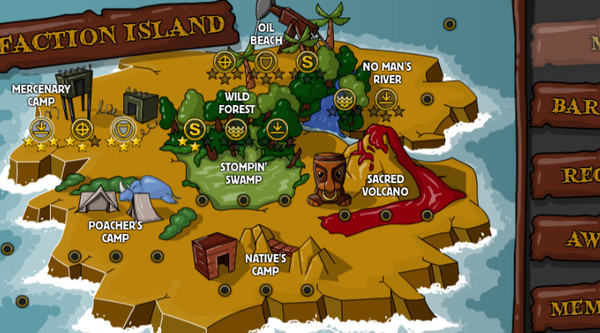 FACTION ISLAND
OIL
BEACH
NO MAN'S
RIVER
MERCENARY
CAMP
WILD
FOREST
S
S
STOMPIN'
SWAMP
SACRED
VOLCANO
POACHER'S
CAMP
NATIVE'S
CAMP
M
BAR
AW
MEM